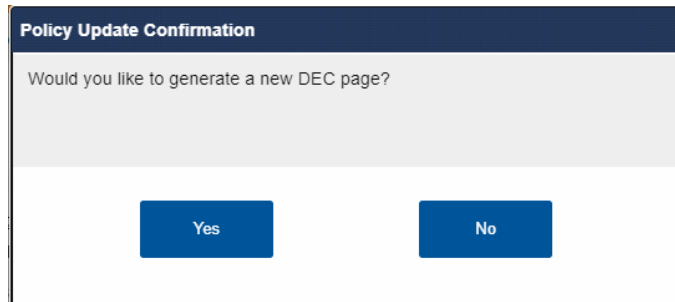 Policy Update Confirmation
Would you like to generate a new DEC page?
Yes
No